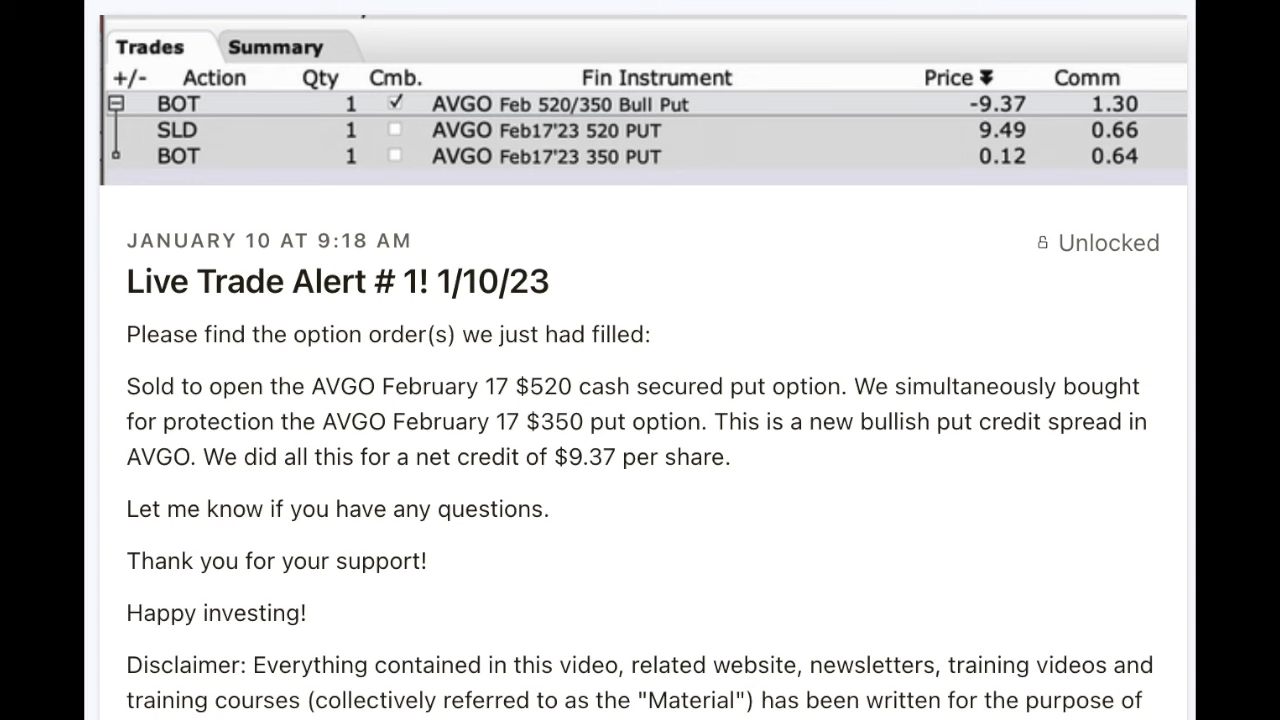 Trades Summary
+/- Action Qty Cmb. Fin Instrument Price Comm
BOT 1 AVGO Feb 520/350 Bull Put -9.37 1.30
SLD 1 AVGO Feb17'23 520 PUT 9.49 0.66
BOT 1 AVGO Feb17'23 350 PUT 0.12 0.64
JANUARY 10 AT 9:18 AM Unlocked
Live Trade Alert # 1! 1/10/23
Please find the option order(s) we just had filled:
Sold to open the AVGO February 17 $520 cash secured put option. We simultaneously bought
for protection the AVGO February 17 $350 put option. This is a new bullish put credit spread in
AVGO. We did all this for a net credit of $9.37 per share.
Let me know if you have any questions.
Thank you for your support!
Happy investing!
Disclaimer: Everything contained in this video, related website, newsletters, training videos and
training courses (collectively referred to as the "Material") has been written for the purpose of